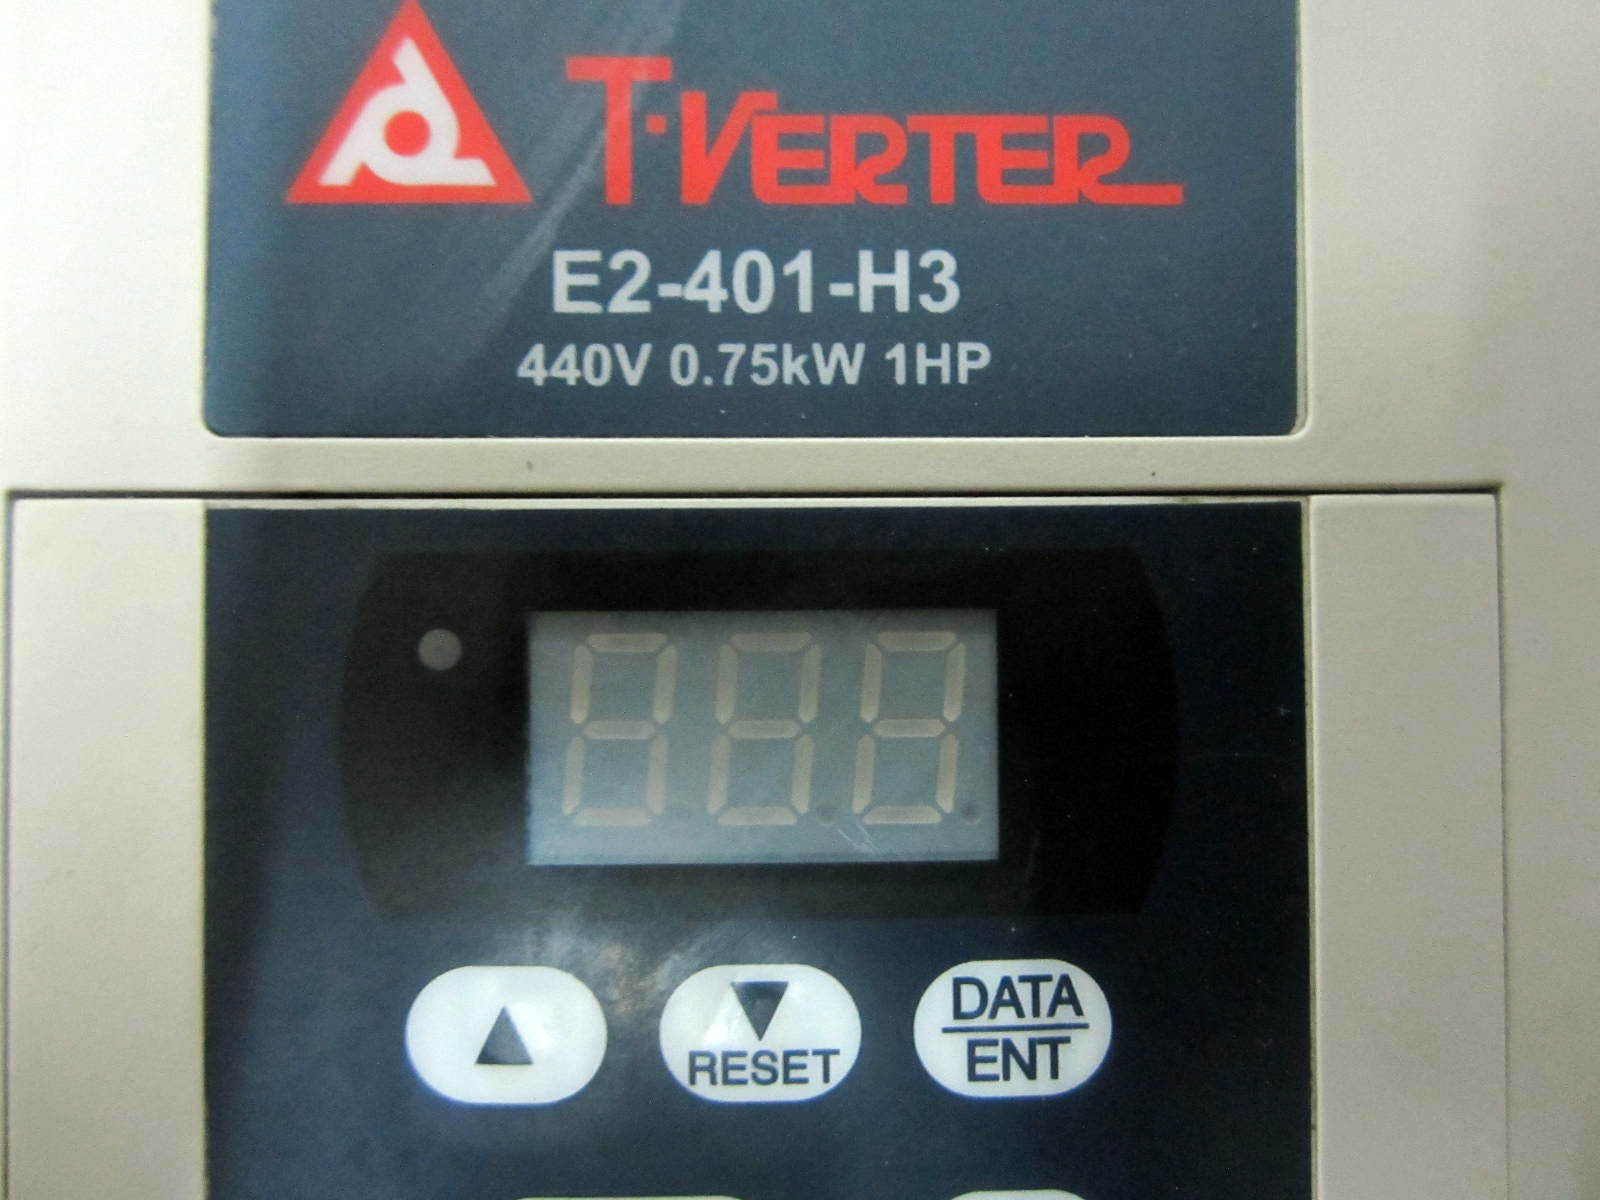 T-VERTER
E2-401-H3
440V 0.75kW 1HP
▲
▼
RESET
DATA
ENT